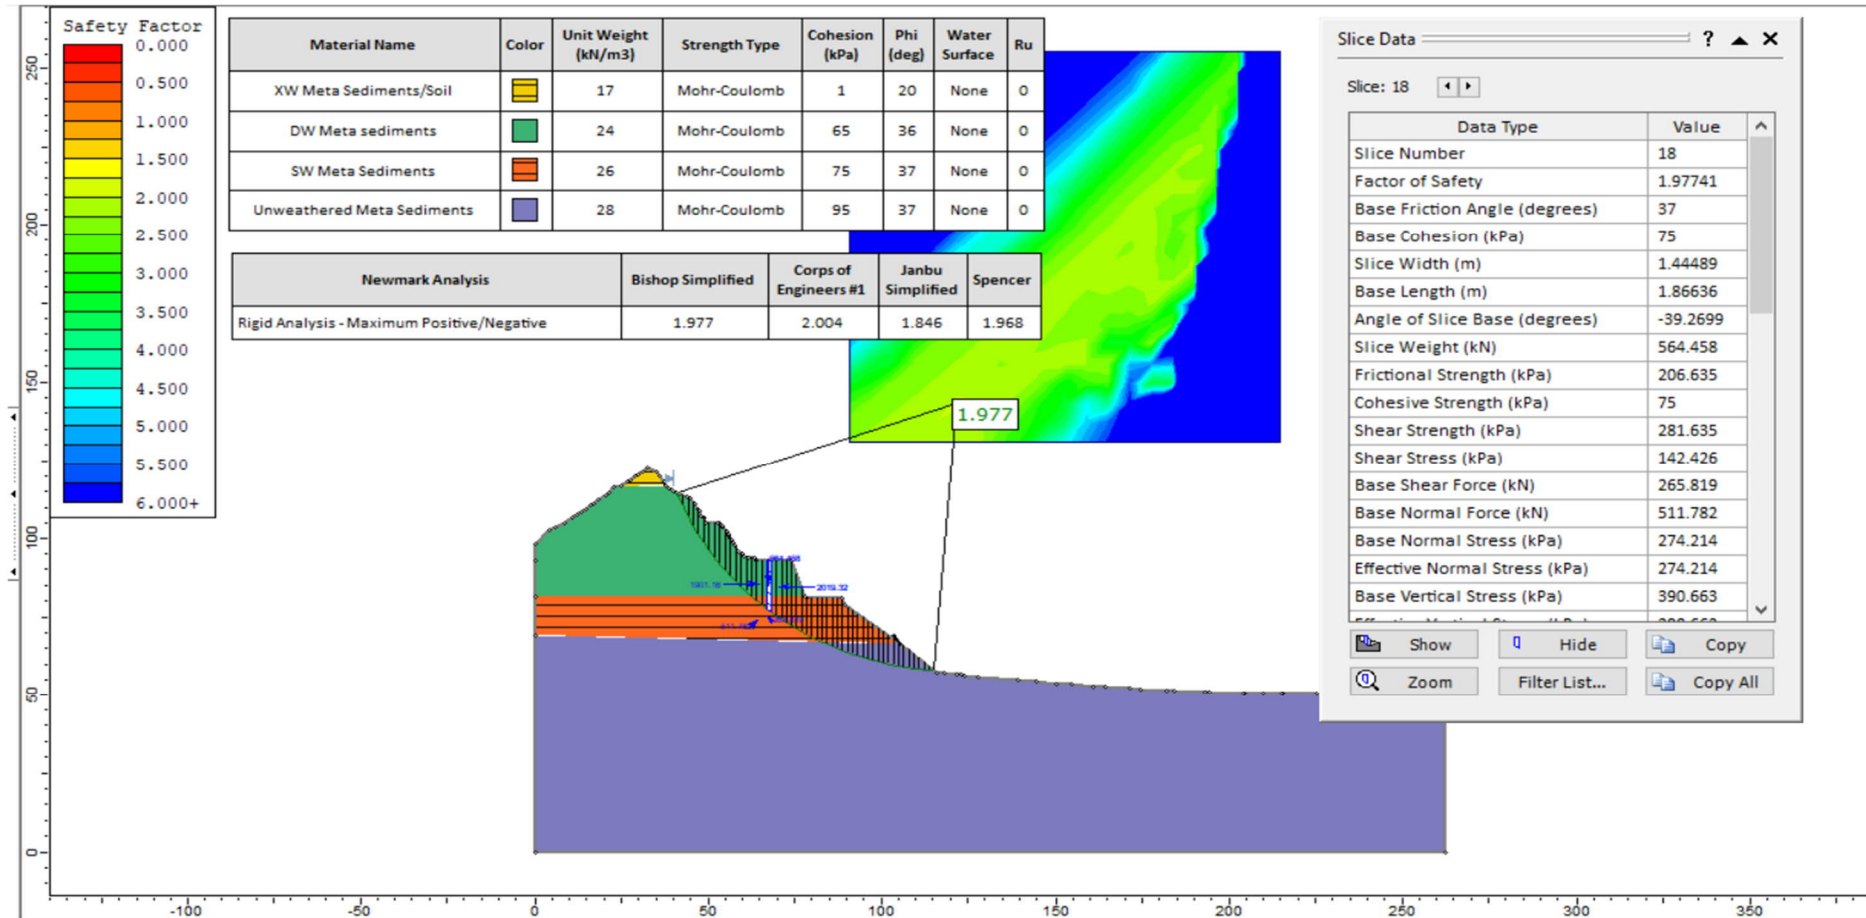 Safety Factor
0.000
0.500
1.000
1.500
2.000
2.500
3.000
3.500
4.000
4.500
5.000
5.500
6.000+
Material Name Color Unit Weight (kN/m3) Strength Type Cohesion (kPa) Phi (deg) Water Surface Ru
XW Meta Sediments/Soil 17 Mohr-Coulomb 1 20 None 0
DW Meta sediments 24 Mohr-Coulomb 65 36 None 0
SW Meta Sediments 26 Mohr-Coulomb 75 37 None 0
Unweathered Meta Sediments 28 Mohr-Coulomb 95 37 None 0
Newmark Analysis Bishop Simplified Corps of Engineers #1 Janbu Simplified Spencer
Rigid Analysis - Maximum Positive/Negative 1.977 2.004 1.846 1.968
1.977
2019.32
Slice Data ? 
Slice: 18
Data Type Value
Slice Number 18
Factor of Safety 1.97741
Base Friction Angle (degrees) 37
Base Cohesion (kPa) 75
Slice Width (m) 1.44489
Base Length (m) 1.86636
Angle of Slice Base (degrees) -39.2699
Slice Weight (kN) 564.458
Frictional Strength (kPa) 206.635
Cohesive Strength (kPa) 75
Shear Strength (kPa) 281.635
Shear Stress (kPa) 142.426
Base Shear Force (kN) 265.819
Base Normal Force (kN) 511.782
Base Normal Stress (kPa) 274.214
Effective Normal Stress (kPa) 274.214
Base Vertical Stress (kPa) 390.663
Show Hide Copy
Zoom Filter List... Copy All
250
200
150
100
50
0
-100 -50 0 50 100 150 200 250 300 350